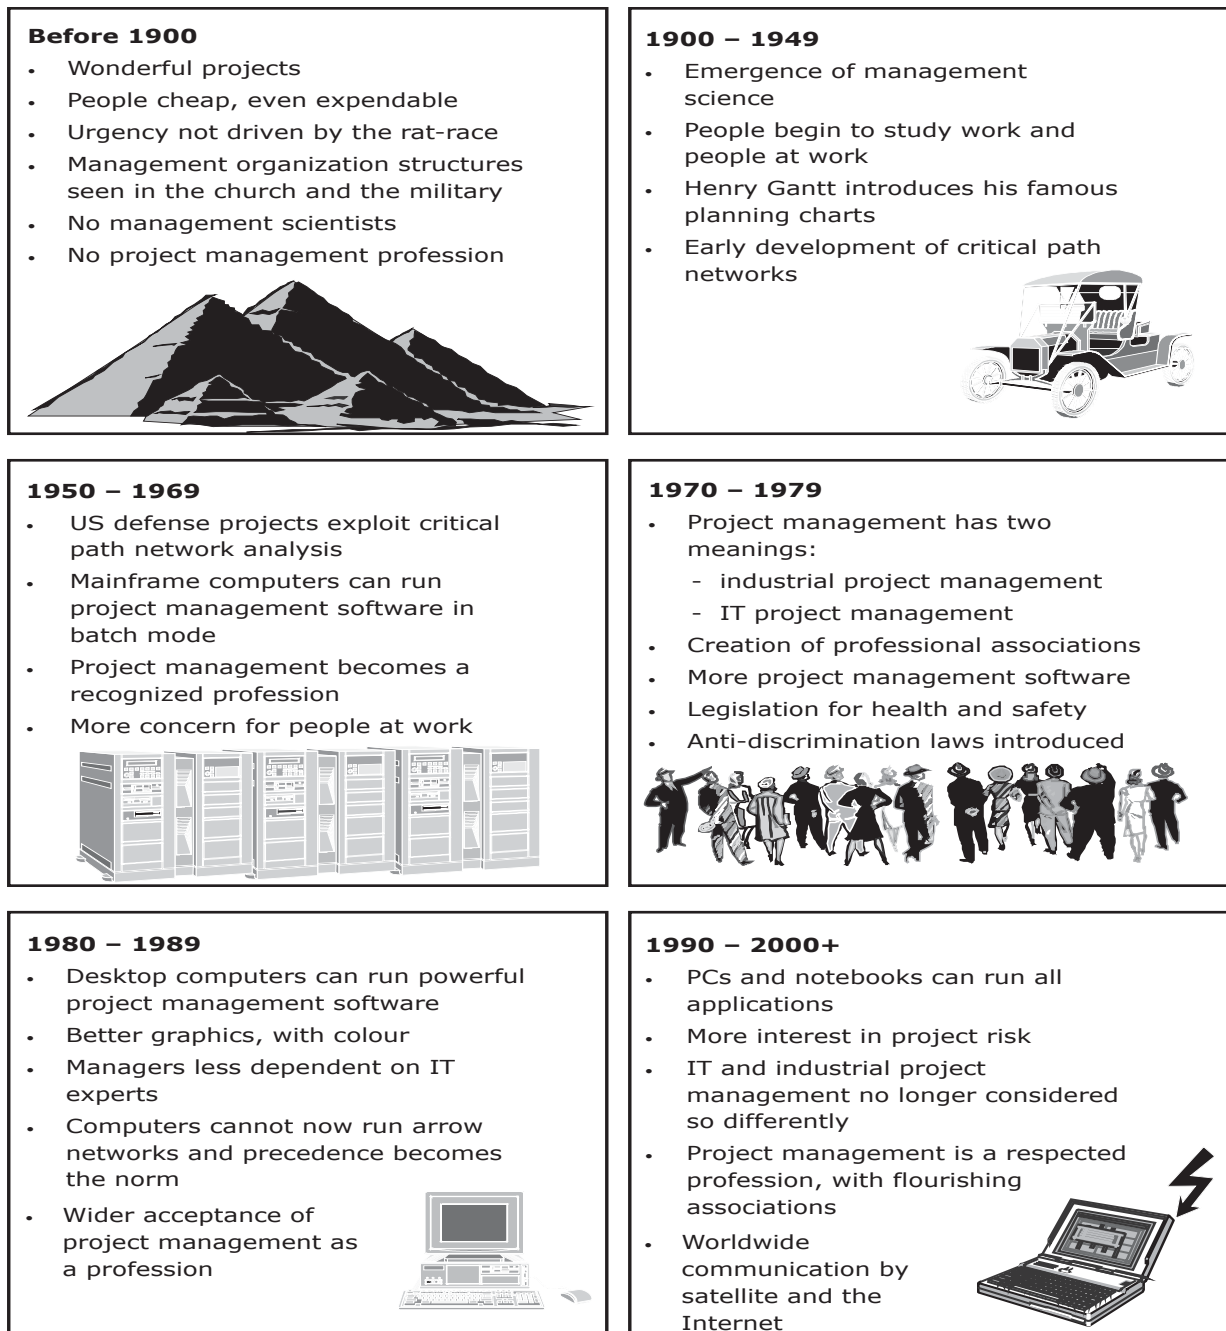 Before 1900
• Wonderful projects
• People cheap, even expendable
• Urgency not driven by the rat-race
• Management organization structures
seen in the church and the military
• No management scientists
• No project management profession
1900 – 1949
• Emergence of management
science
• People begin to study work and
people at work
• Henry Gantt introduces his famous
planning charts
• Early development of critical path
networks
1950 – 1969
• US defense projects exploit critical
path network analysis
• Mainframe computers can run
project management software in
batch mode
• Project management becomes a
recognized profession
• More concern for people at work
1970 – 1979
• Project management has two
meanings:
- industrial project management
- IT project management
• Creation of professional associations
• More project management software
• Legislation for health and safety
• Anti-discrimination laws introduced
1980 – 1989
• Desktop computers can run powerful
project management software
• Better graphics, with colour
• Managers less dependent on IT
experts
• Computers cannot now run arrow
networks and precedence becomes
the norm
• Wider acceptance of
project management as
a profession
1990 – 2000+
• PCs and notebooks can run all
applications
• More interest in project risk
• IT and industrial project
management no longer considered
so differently
• Project management is a respected
profession, with flourishing
associations
• Worldwide
communication by
satellite and the
Internet